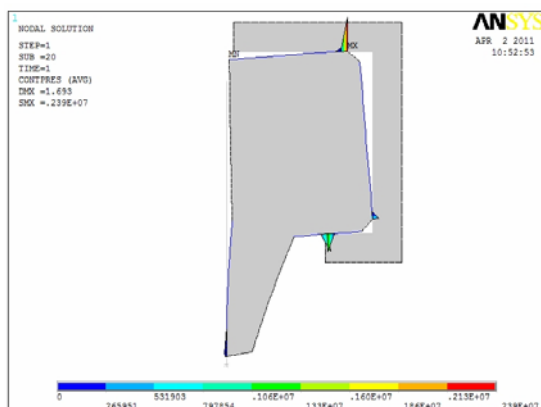 1
NODAL SOLUTION
STEP=1
SUB =20
TIME=1
CONTPRES (AVG)
DMX =1.693
SMX =.239E+07
ANSYS
APR 2 2011
10:52:53
MN
MX
0
531903
.106E+07
.160E+07
.213E+07
265951
797854
.133E+07
.186E+07
.239E+07